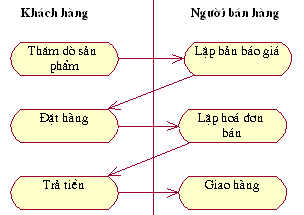 Khách hàng
Người bán hàng
Thăm dò sản
phẩm
Lập bản báo giá
Đặt hàng
Lập hoá đơn
bán
Trả tiền
Giao hàng